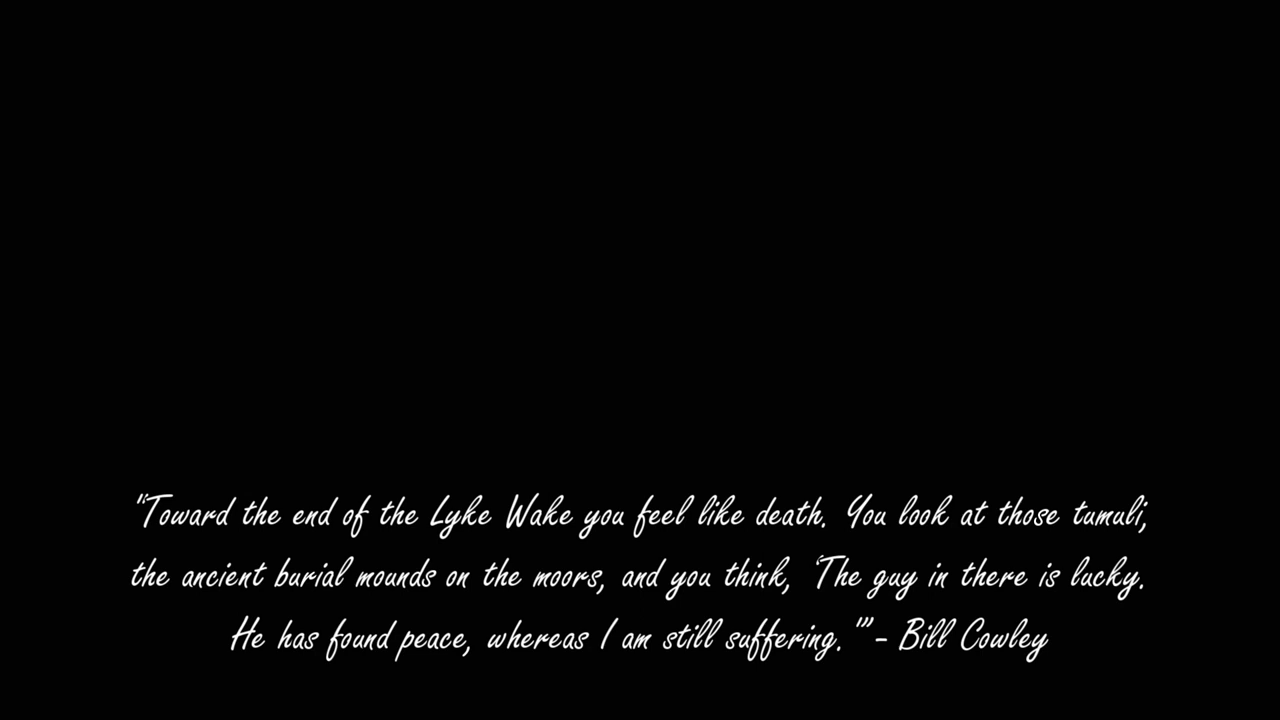 "Toward the end of the Lyke Wake you feel like death. You look at those tumuli,
the ancient burial mounds on the moors, and you think, 'The guy in there is lucky.
He has found peace, whereas I am still suffering.'" - Bill Cowley